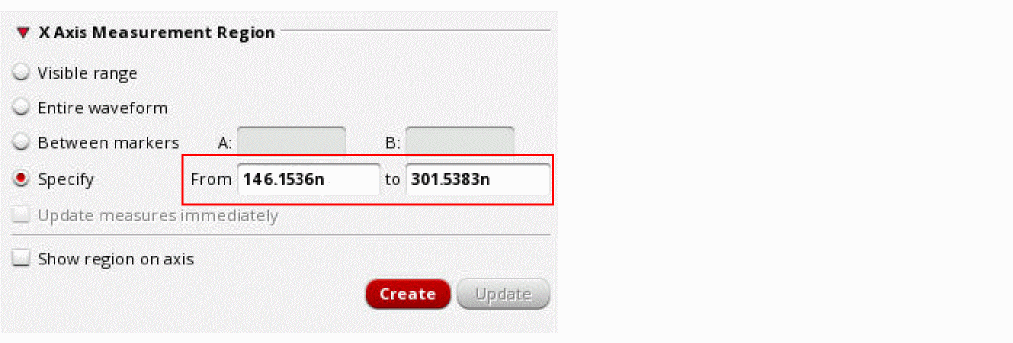 X Axis Measurement Region
Visible range
Entire waveform
Between markers A: B:
Specify From 146.1536n to 301.5383n
Update measures immediately
Show region on axis
Create Update